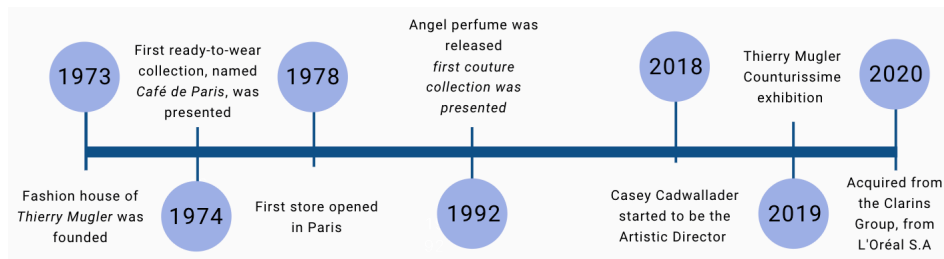 1973
Fashion house of
Thierry Mugler was
founded
First ready-to-wear
collection, named
Café de Paris, was
presented
1974
1978
First store opened
in Paris
Angel perfume was
released
first couture
collection was
presented
1992
2018
Casey Cadwallader
started to be the
Artistic Director
Thierry Mugler
Counturissime
exhibition
2019
2020
Acquired from
the Clarins
Group, from
L'Oréal S.A